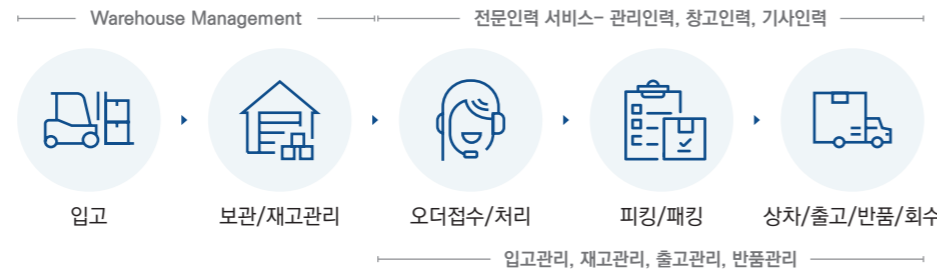 Warehouse Management
전문인력 서비스- 관리인력, 창고인력, 기사인력
입고
보관/재고관리
오더접수/처리
피킹/패킹
상차/출고/반품/회수
입고관리, 재고관리, 출고관리, 반품관리